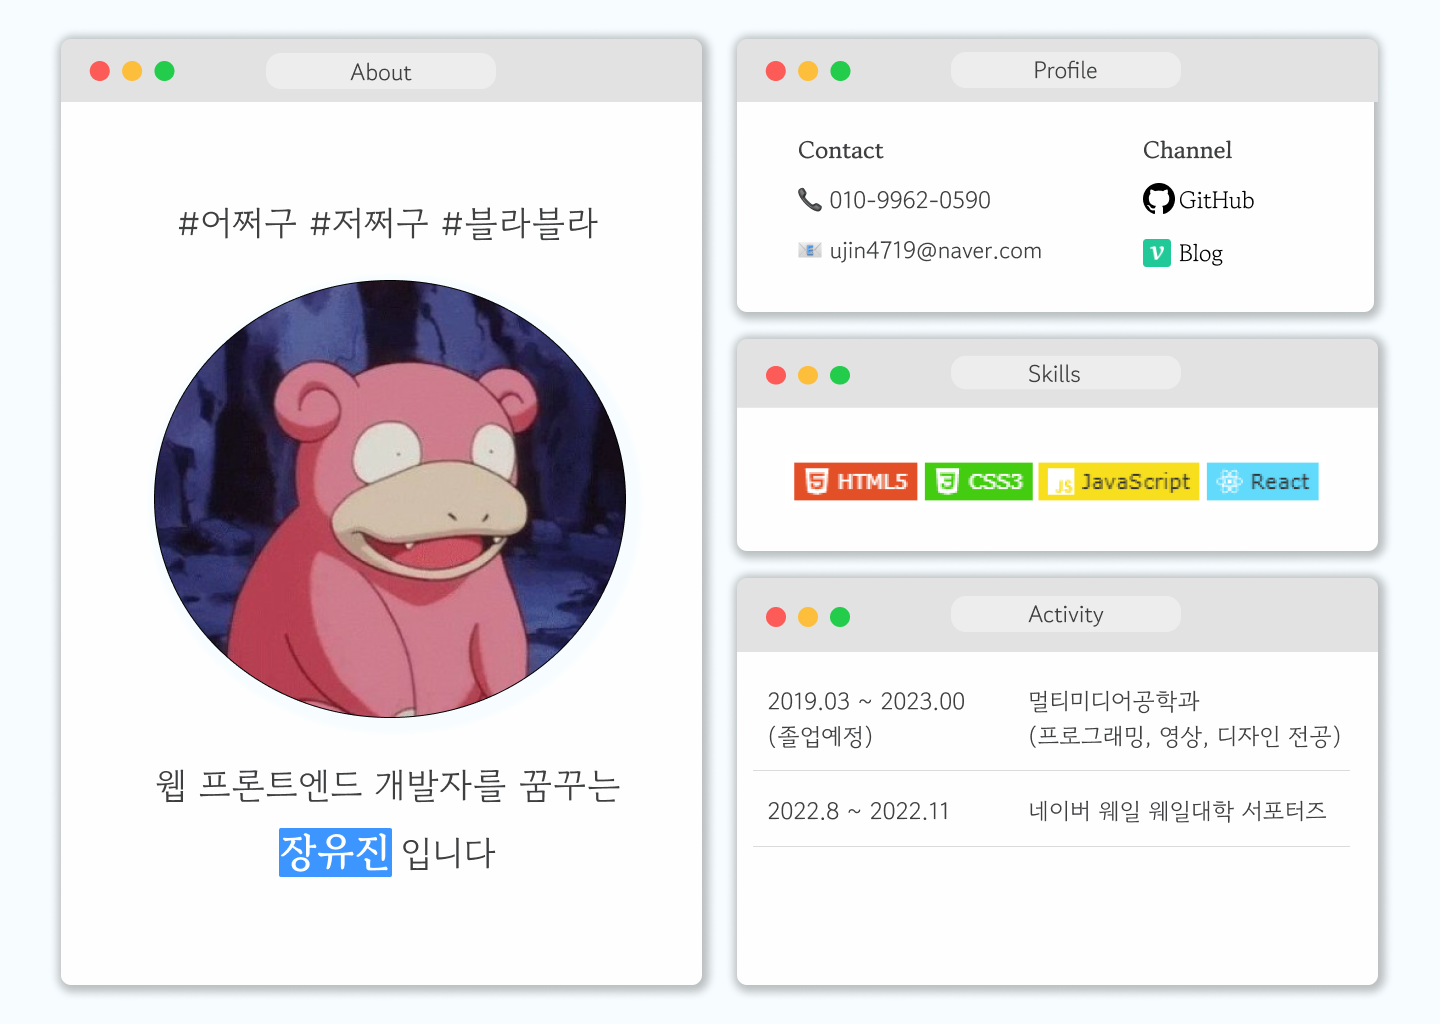 About
#어쩌구 #저쩌구 #블라블라
웹 프론트엔드 개발자를 꿈꾸는
장유진 입니다
Profile
Contact
010-9962-0590
ujin4719@naver.com
Channel
GitHub
v Blog
Skills
5 HTML5
3 CSS3
JS JavaScript
React
Activity
2019.03 ~ 2023.00
(졸업예정)
멀티미디어공학과
(프로그래밍, 영상, 디자인 전공)
2022.8 ~ 2022.11
네이버 웨일 웨일대학 서포터즈